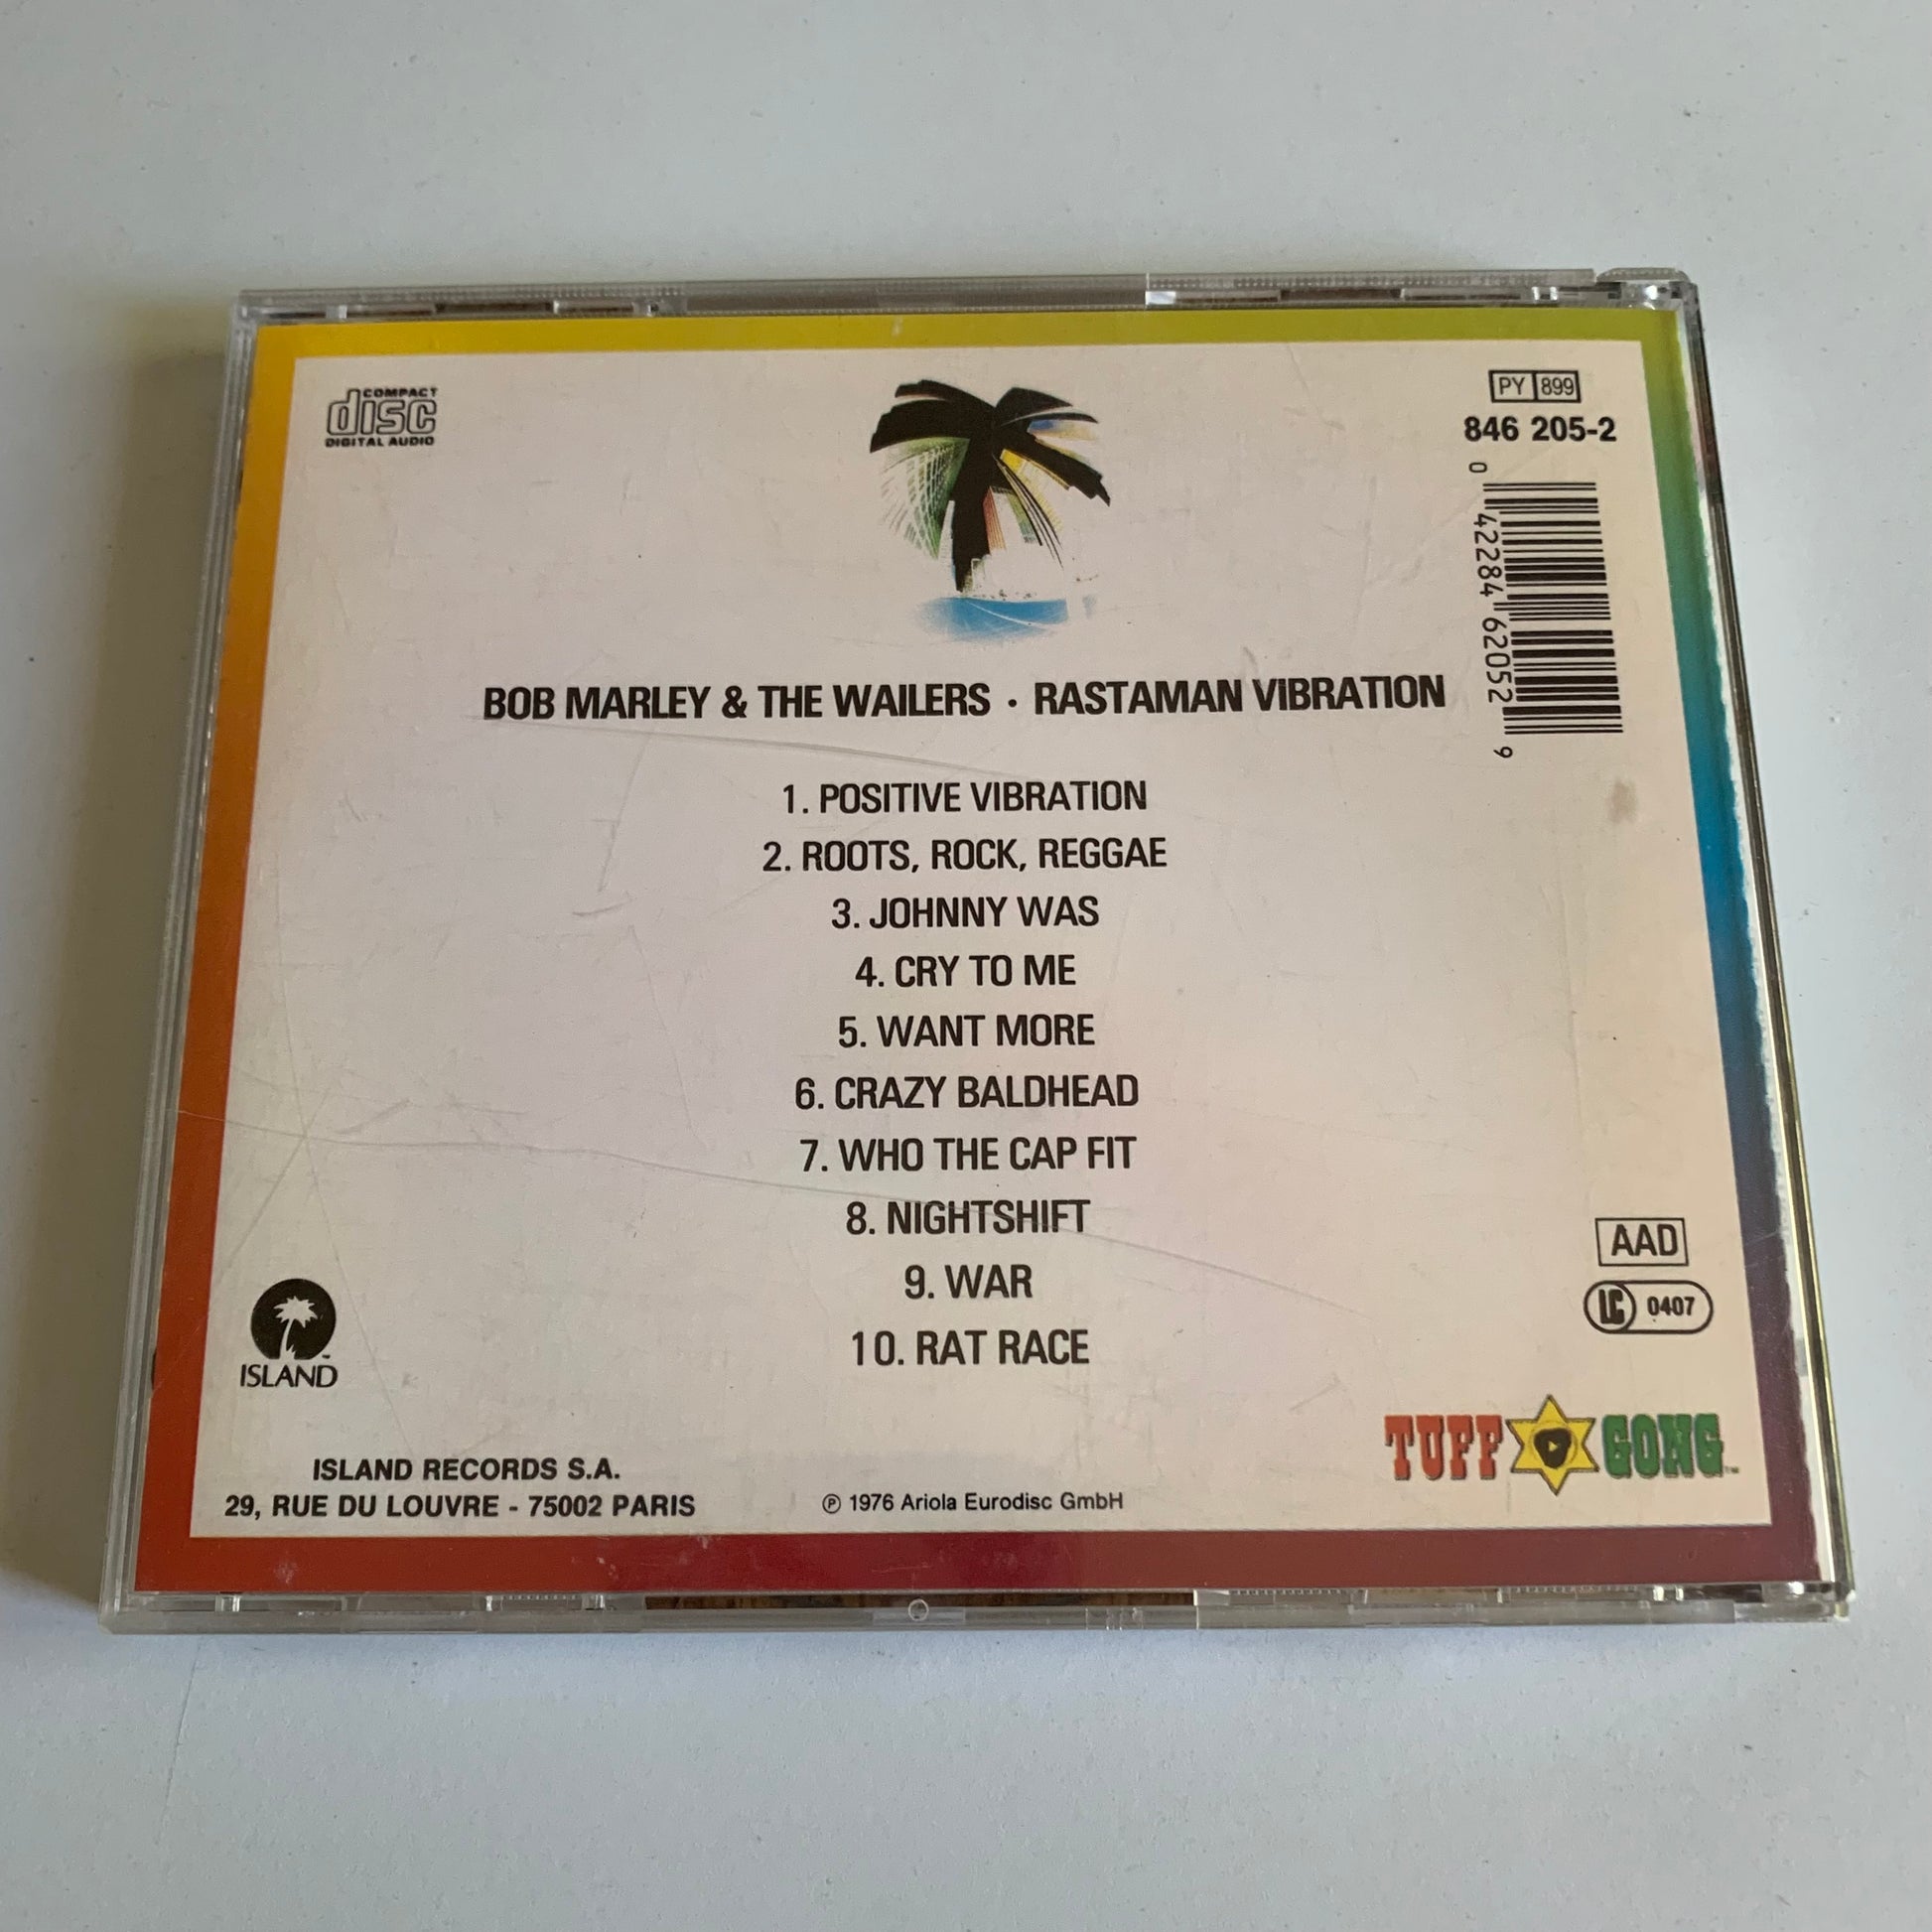 COMPACT
disc
DIGITAL AUDIO
PY 899
846 205-2
0 42284 62052 9
BOB MARLEY & THE WAILERS · RASTAMAN VIBRATION
1. POSITIVE VIBRATION
2. ROOTS, ROCK, REGGAE
3. JOHNNY WAS
4. CRY TO ME
5. WANT MORE
6. CRAZY BALDHEAD
7. WHO THE CAP FIT
8. NIGHTSHIFT
9. WAR
10. RAT RACE
AAD
LC 0407
ISLAND
TUFF GONG
ISLAND RECORDS S.A.
29, RUE DU LOUVRE - 75002 PARIS
℗ 1976 Ariola Eurodisc GmbH